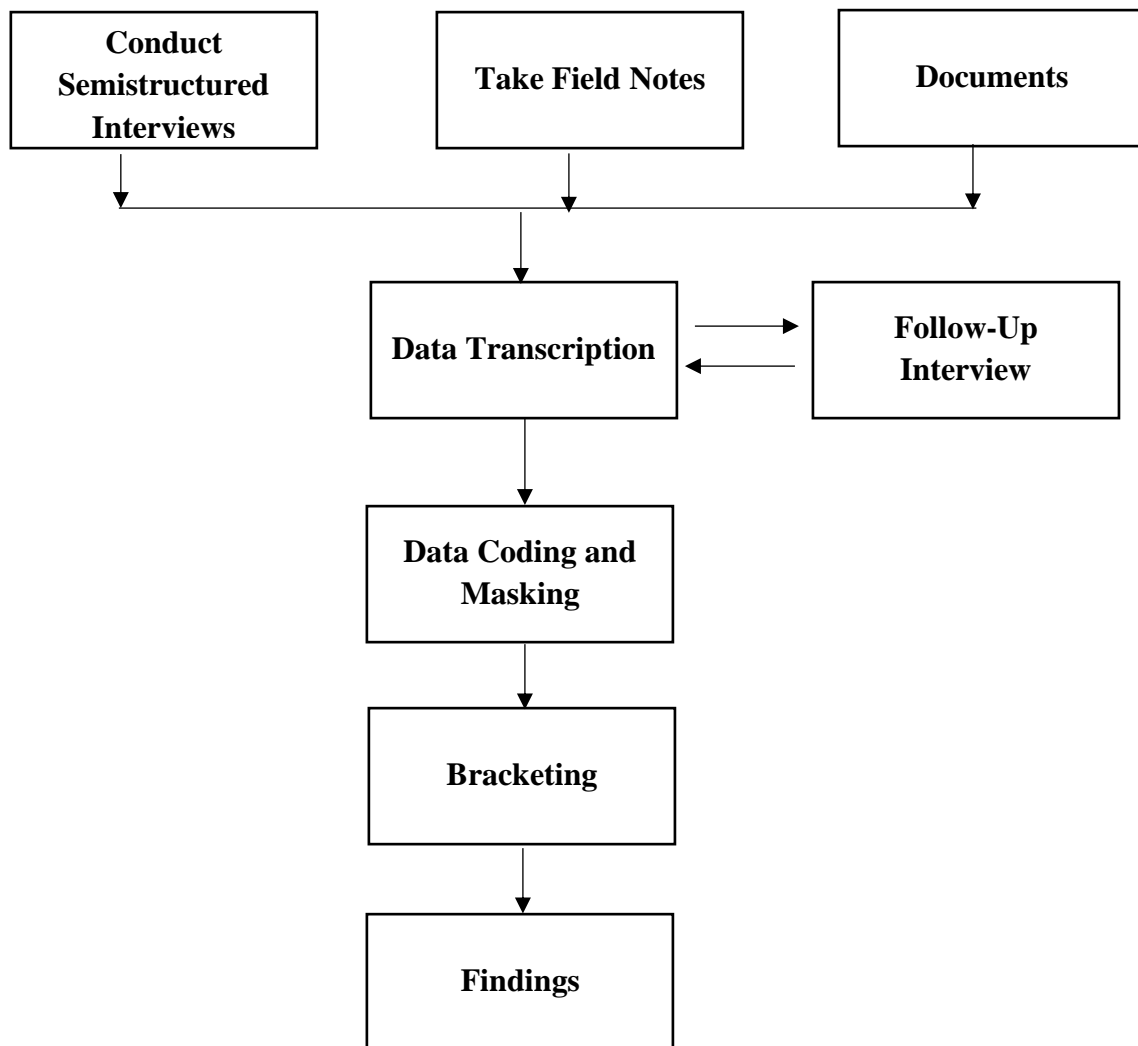 Conduct
Semistructured
Interviews
Take Field Notes
Documents
Data Transcription
Follow-Up
Interview
Data Coding and
Masking
Bracketing
Findings